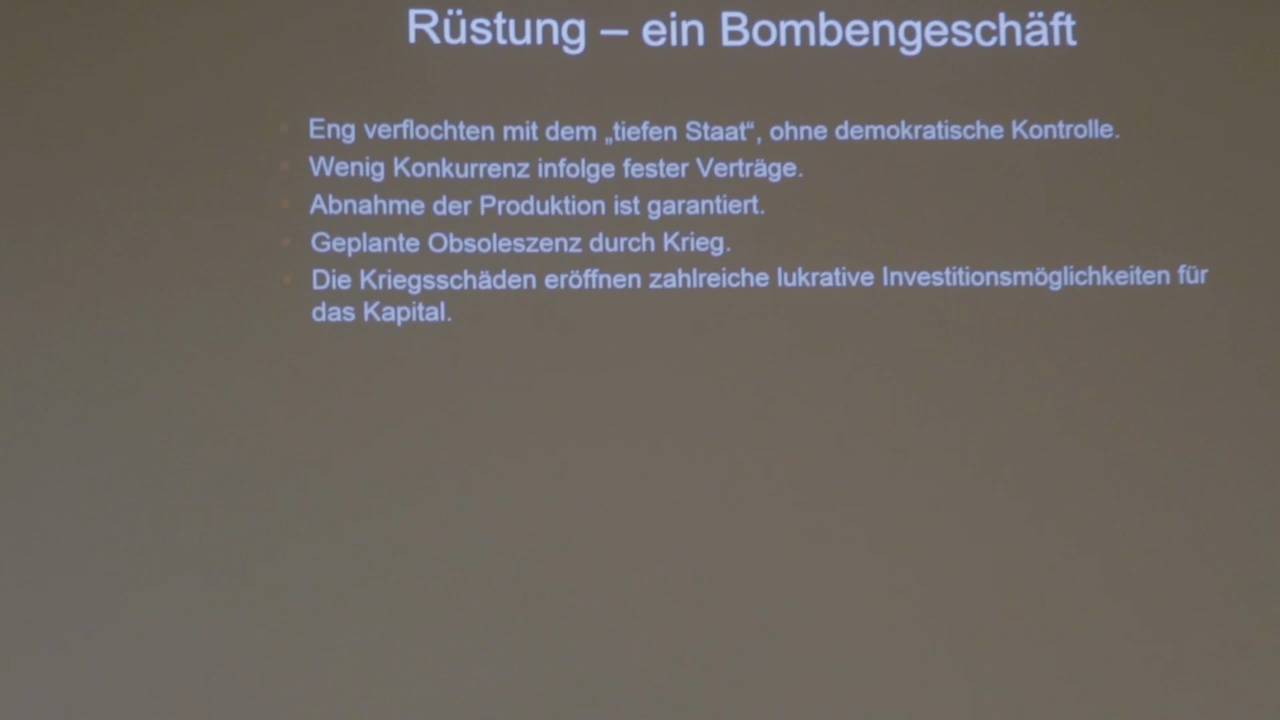 Rüstung – ein Bombengeschäft
Eng verflochten mit dem „tiefen Staat“, ohne demokratische Kontrolle.
Wenig Konkurrenz infolge fester Verträge.
Abnahme der Produktion ist garantiert.
Geplante Obsoleszenz durch Krieg.
Die Kriegsschäden eröffnen zahlreiche lukrative Investitionsmöglichkeiten für
das Kapital.